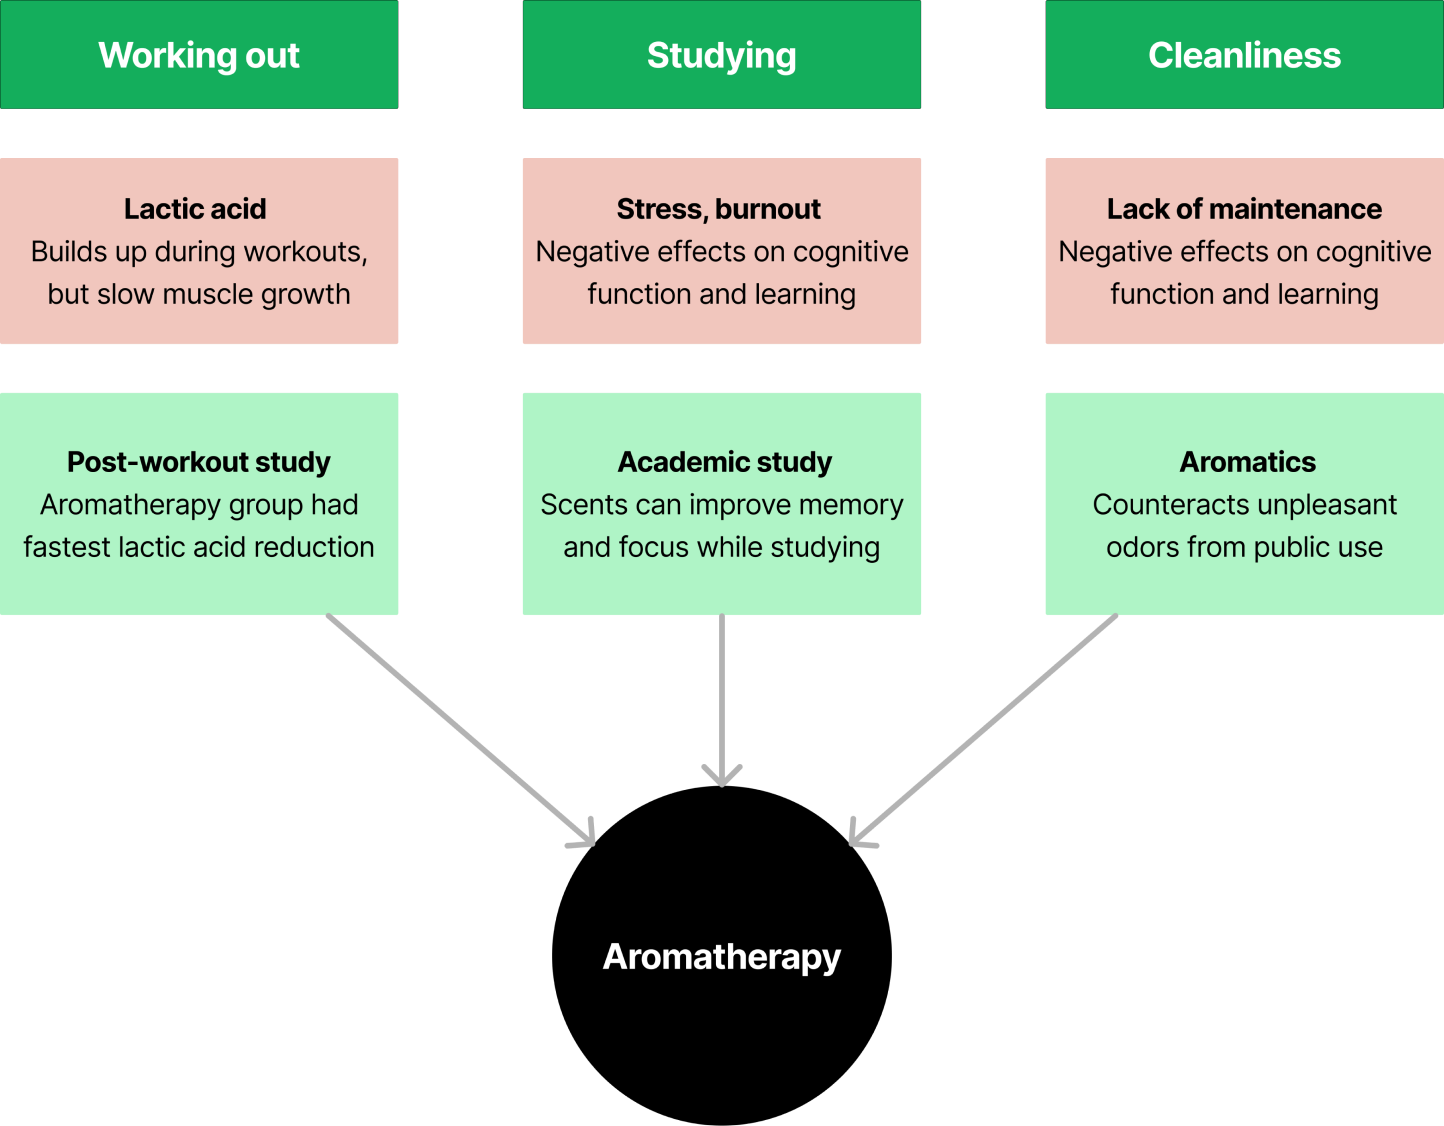 Working out
Studying
Cleanliness
Lactic acid
Builds up during workouts,
but slow muscle growth
Stress, burnout
Negative effects on cognitive
function and learning
Lack of maintenance
Negative effects on cognitive
function and learning
Post-workout study
Aromatherapy group had
fastest lactic acid reduction
Academic study
Scents can improve memory
and focus while studying
Aromatics
Counteracts unpleasant
odors from public use
Aromatherapy